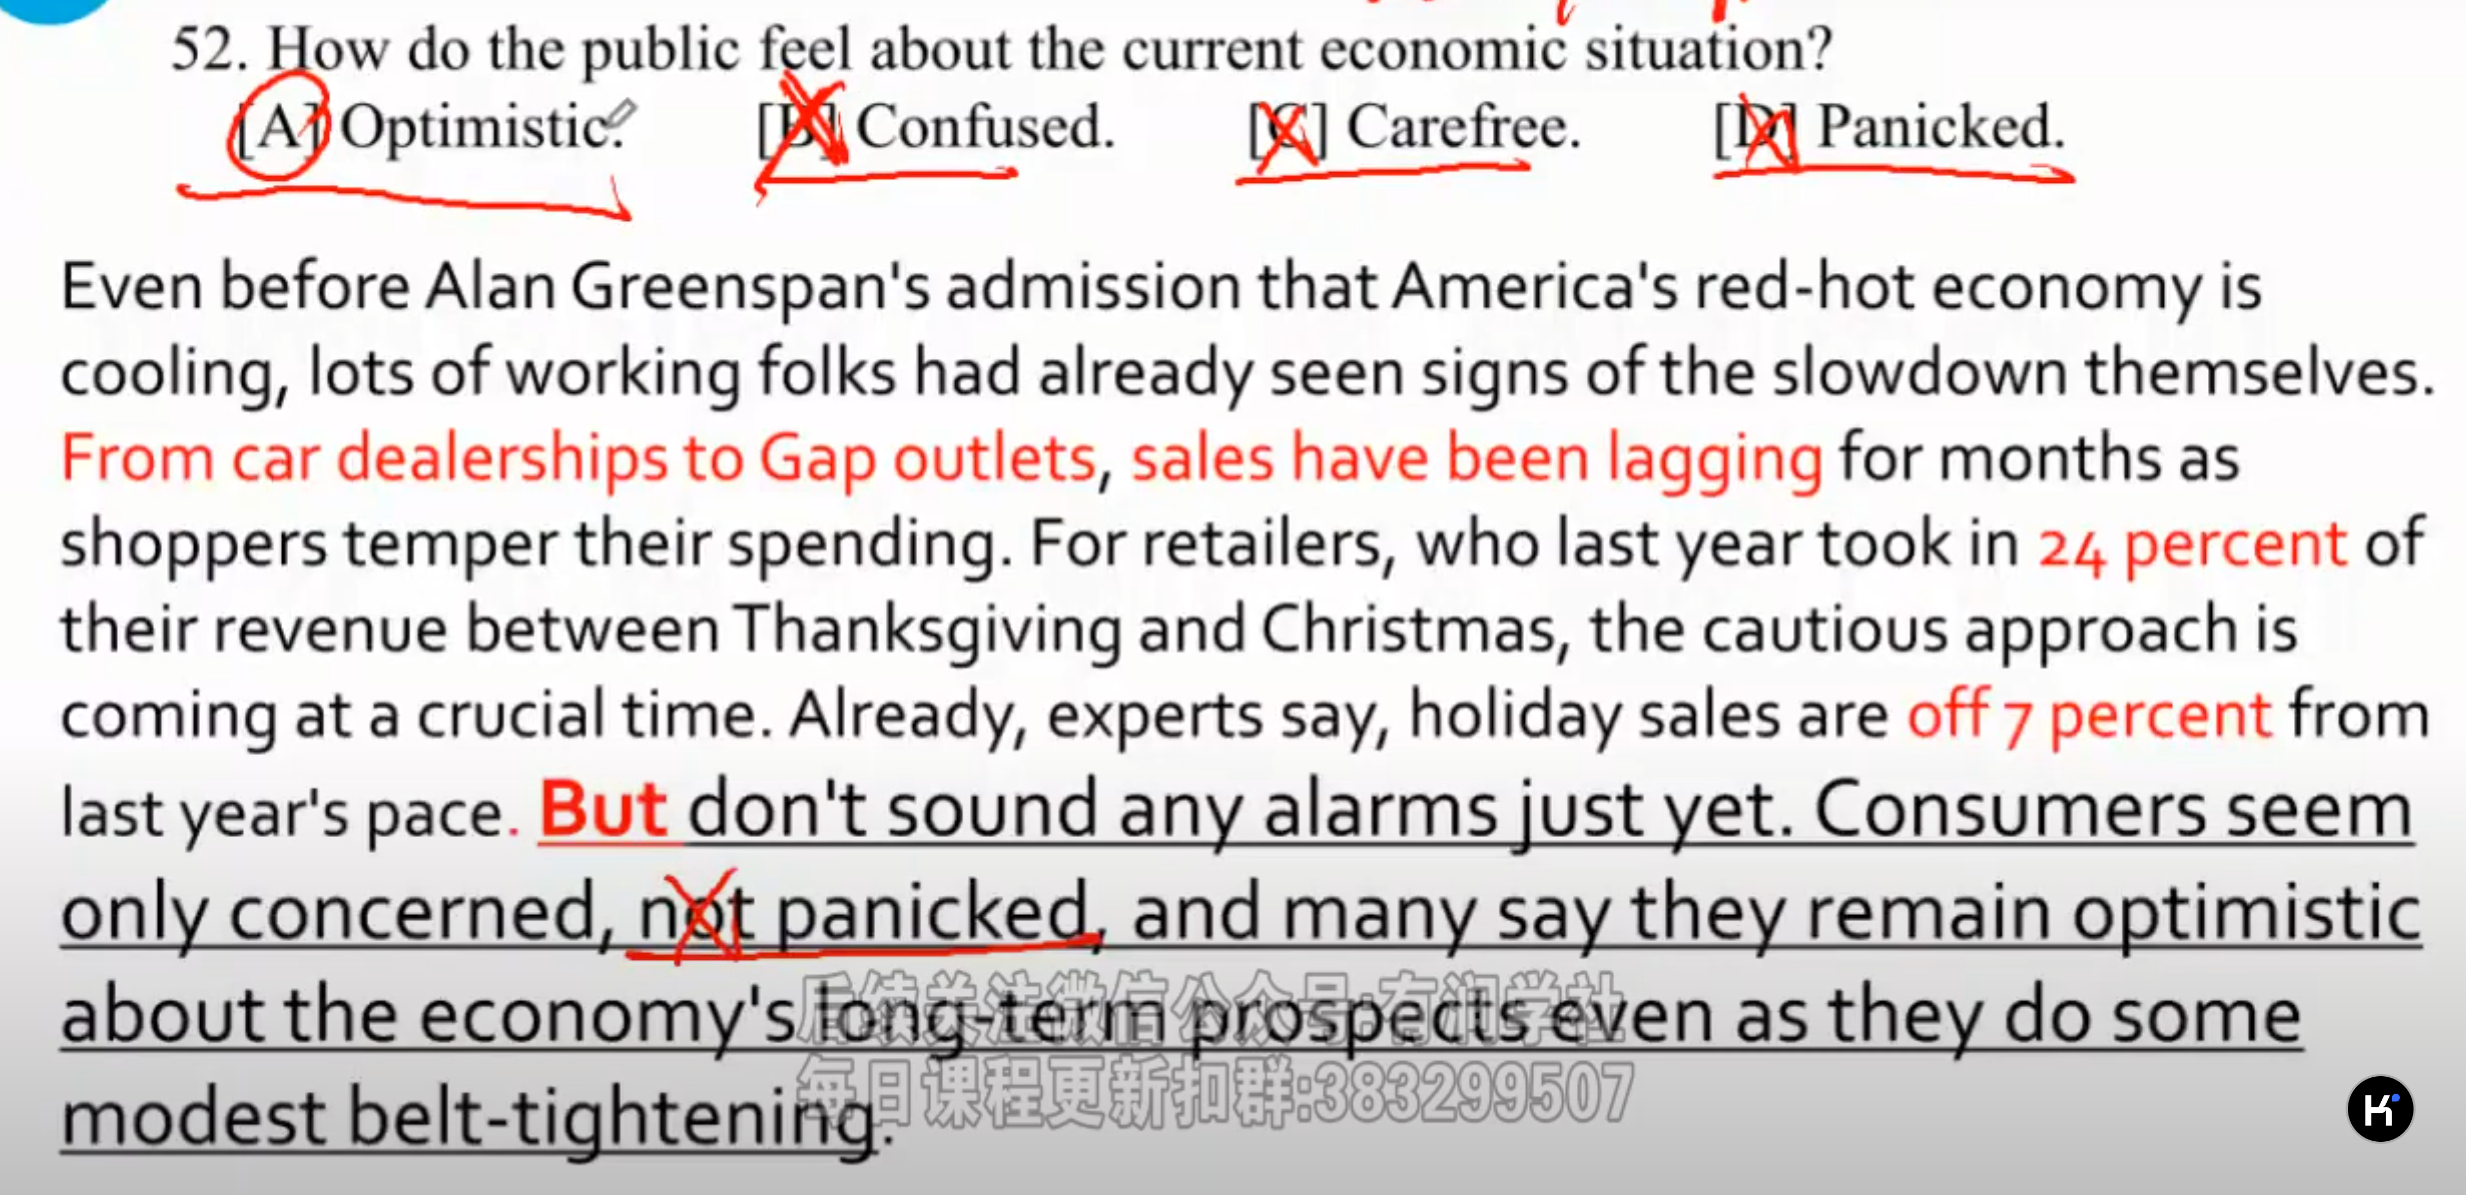 52. How do the public feel about the current economic situation?
[A] Optimistic. [B] Confused. [C] Carefree. [D] Panicked.
Even before Alan Greenspan's admission that America's red-hot economy is
cooling, lots of working folks had already seen signs of the slowdown themselves.
From car dealerships to Gap outlets, sales have been lagging for months as
shoppers temper their spending. For retailers, who last year took in 24 percent of
their revenue between Thanksgiving and Christmas, the cautious approach is
coming at a crucial time. Already, experts say, holiday sales are off 7 percent from
last year's pace. But don't sound any alarms just yet. Consumers seem
only concerned, not panicked, and many say they remain optimistic
about the economy's long-term prospects even as they do some
modest belt-tightening.
后续关注微信公众号:有润学社
每日课程更新扣群:383299507
K